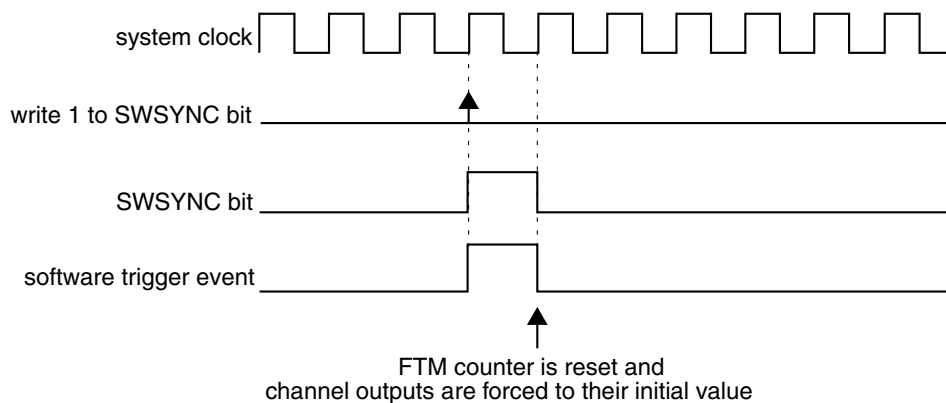 system clock
write 1 to SWSYNC bit
SWSYNC bit
software trigger event
FTM counter is reset and
channel outputs are forced to their initial value